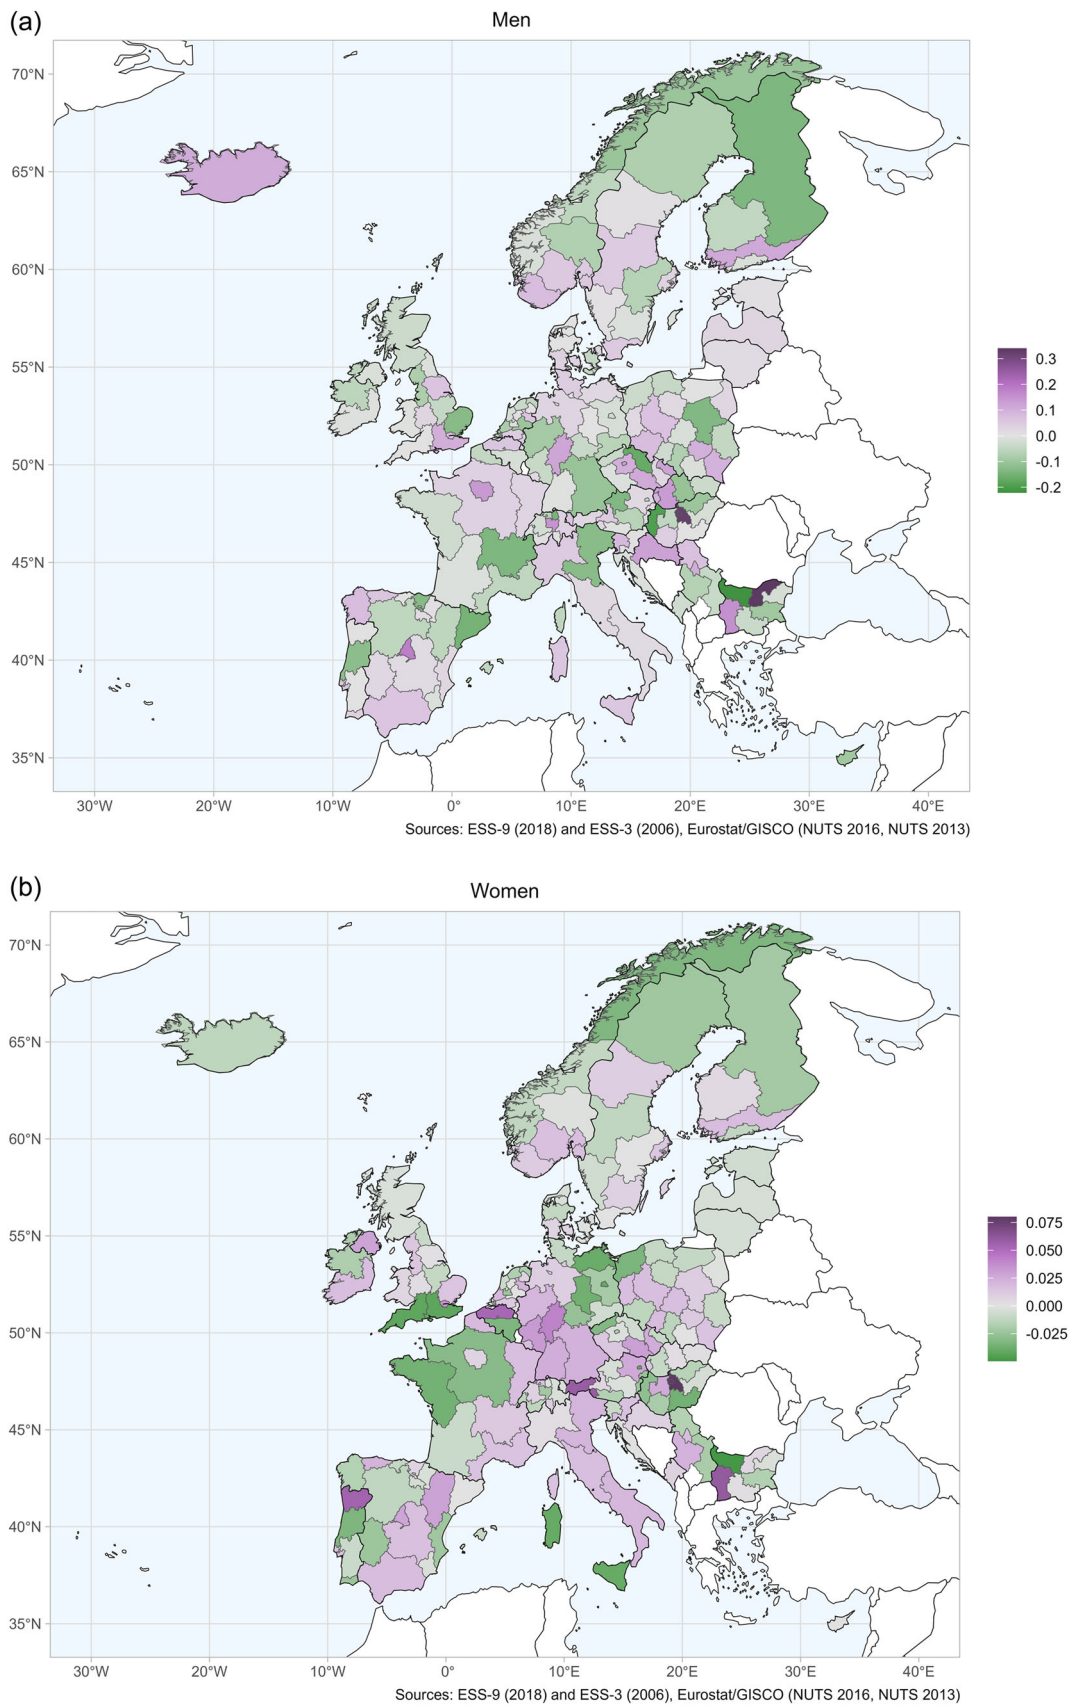 (a)
Men
70°N
65°N
60°N
55°N
50°N
45°N
40°N
35°N
0.3
0.2
0.1
0.0
-0.1
-0.2
30°W 20°W 10°W 0° 10°E 20°E 30°E 40°E
Sources: ESS-9 (2018) and ESS-3 (2006), Eurostat/GISCO (NUTS 2016, NUTS 2013)
(b)
Women
70°N
65°N
60°N
55°N
50°N
45°N
40°N
35°N
0.075
0.050
0.025
0.000
-0.025
30°W 20°W 10°W 0° 10°E 20°E 30°E 40°E
Sources: ESS-9 (2018) and ESS-3 (2006), Eurostat/GISCO (NUTS 2016, NUTS 2013)